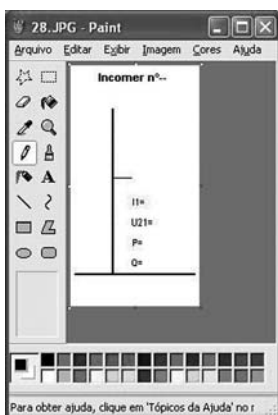 28.JPG - Paint
Arquivo Editar Exibir Imagem Cores Ajuda
Incomer nº--
I1=
U21=
P=
Q=
A
Para obter ajuda, clique em 'Tópicos da Ajuda' no r